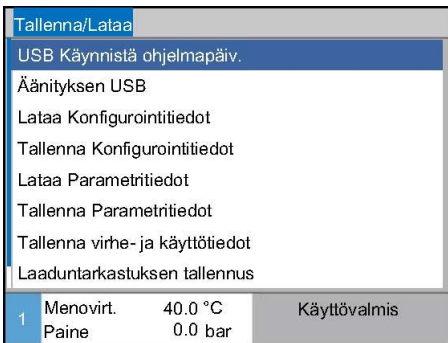 Tallenna/Lataa
USB Käynnistä ohjelmapäiv.
Äänityksen USB
Lataa Konfigurointitiedot
Tallenna Konfigurointitiedot
Lataa Parametritiedot
Tallenna Parametritiedot
Tallenna virhe- ja käyttötiedot
Laaduntarkastuksen tallennus
1 Menovirt. 40.0 °C Käyttövalmis
Paine 0.0 bar